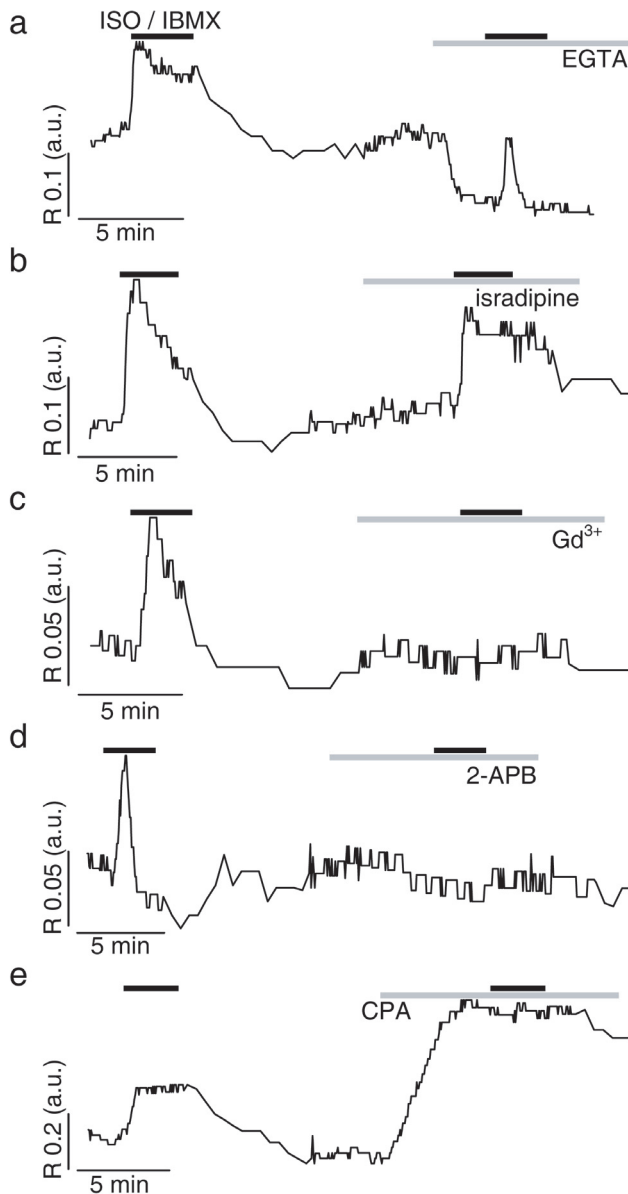 a
ISO / IBMX
EGTA
R 0.1 (a.u.)
5 min
b
isradipine
R 0.1 (a.u.)
5 min
c
Gd³⁺
R 0.05 (a.u.)
5 min
d
2-APB
R 0.05 (a.u.)
5 min
e
CPA
R 0.2 (a.u.)
5 min